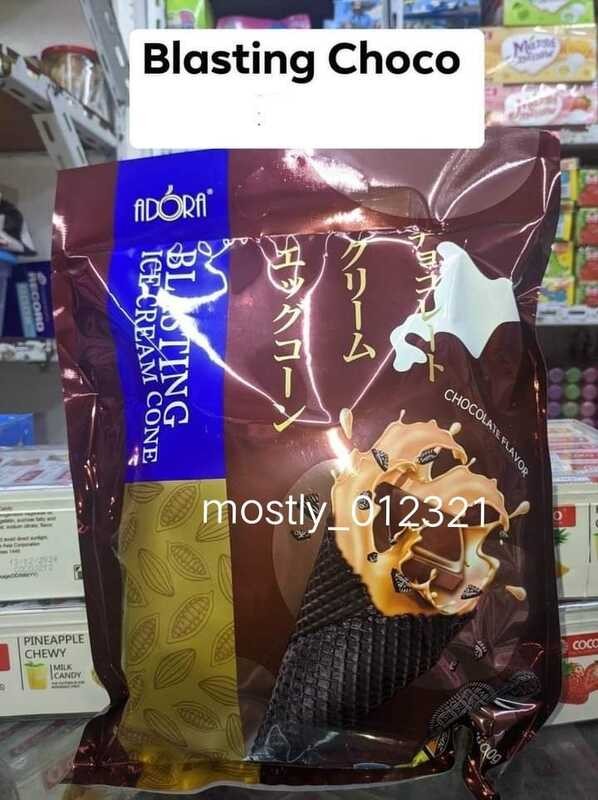 Blasting Choco
ADORA®
BLASTING
ICE CREAM CONE
チョコレート
クリーム
エッグコーン
CHOCOLATE FLAVOR
mostly_012321
PINEAPPLE
CHEWY
MILK
CANDY
COCO